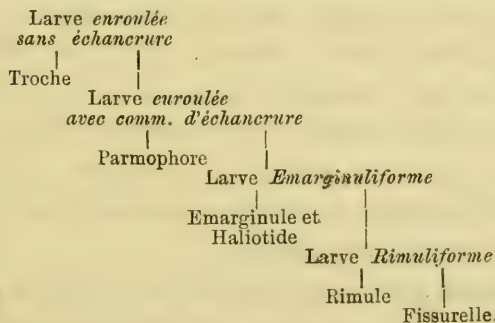 Larve enroulée
sans échancrure
Troche
Larve euroulée
avec comm. d'échancrure
Parmophore
Larve Emarginuliforme
Emarginule et
Haliotide
Larve Rimuliforme
Rimule
Fissurelle.